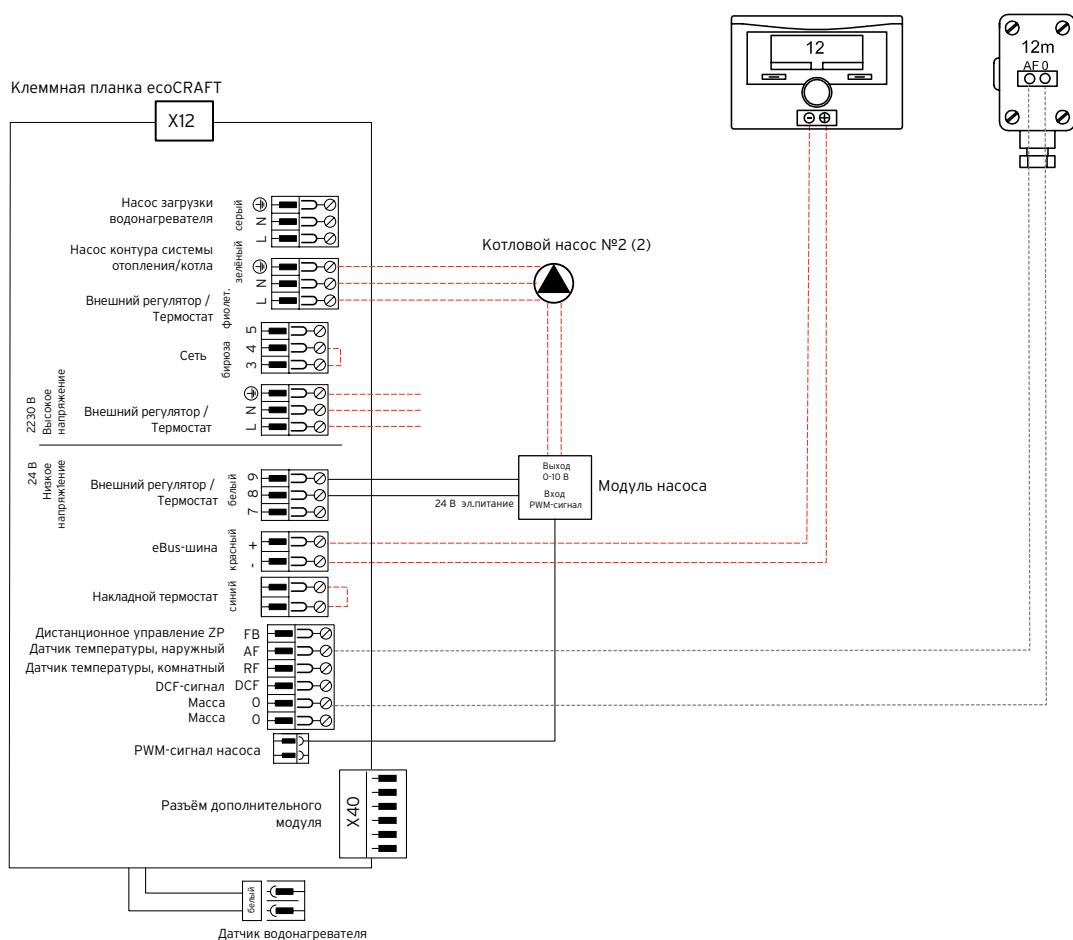 12
12m
AF 0
Клеммная планка ecoCRAFT
X12
Насос загрузки
водонагревателя
серый
N
L
Насос контура системы
отопления/котла
зелёный
N
L
Котловой насос №2 (2)
Внешний регулятор /
Термостат
фиолет.
5
4
3
Сеть
бирюза
2230 В
Высокое
напряжение
Внешний регулятор /
Термостат
N
L
24 В
Низкое
напряж1ение
Внешний регулятор /
Термостат
белый
9
8
7
24 В эл.питание
Выход
0-10 В
Вход
PWM-сигнал
Модуль насоса
eBus-шина
красный
+
-
Накладной термостат
синий
Дистанционное управление ZP FB
Датчик температуры, наружный AF
Датчик температуры, комнатный RF
DCF-сигнал DCF
Масса 0
Масса 0
PWM-сигнал насоса
Разъём дополнительного
модуля
X40
белый
Датчик водонагревателя